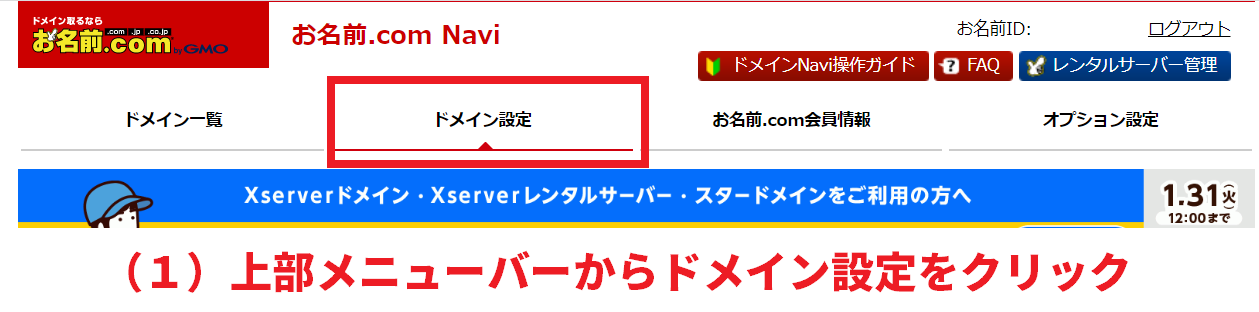 ドメイン取るなら
お名前.com
.com .jp .co.jp
by GMO
お名前.com Navi
お名前ID:
ログアウト
ドメインNavi操作ガイド
FAQ
レンタルサーバー管理
ドメイン一覧
ドメイン設定
お名前.com会員情報
オプション設定
Xserverドメイン・Xserverレンタルサーバー・スタードメインをご利用の方へ
1.31(火)
12:00まで
（１）上部メニューバーからドメイン設定をクリック